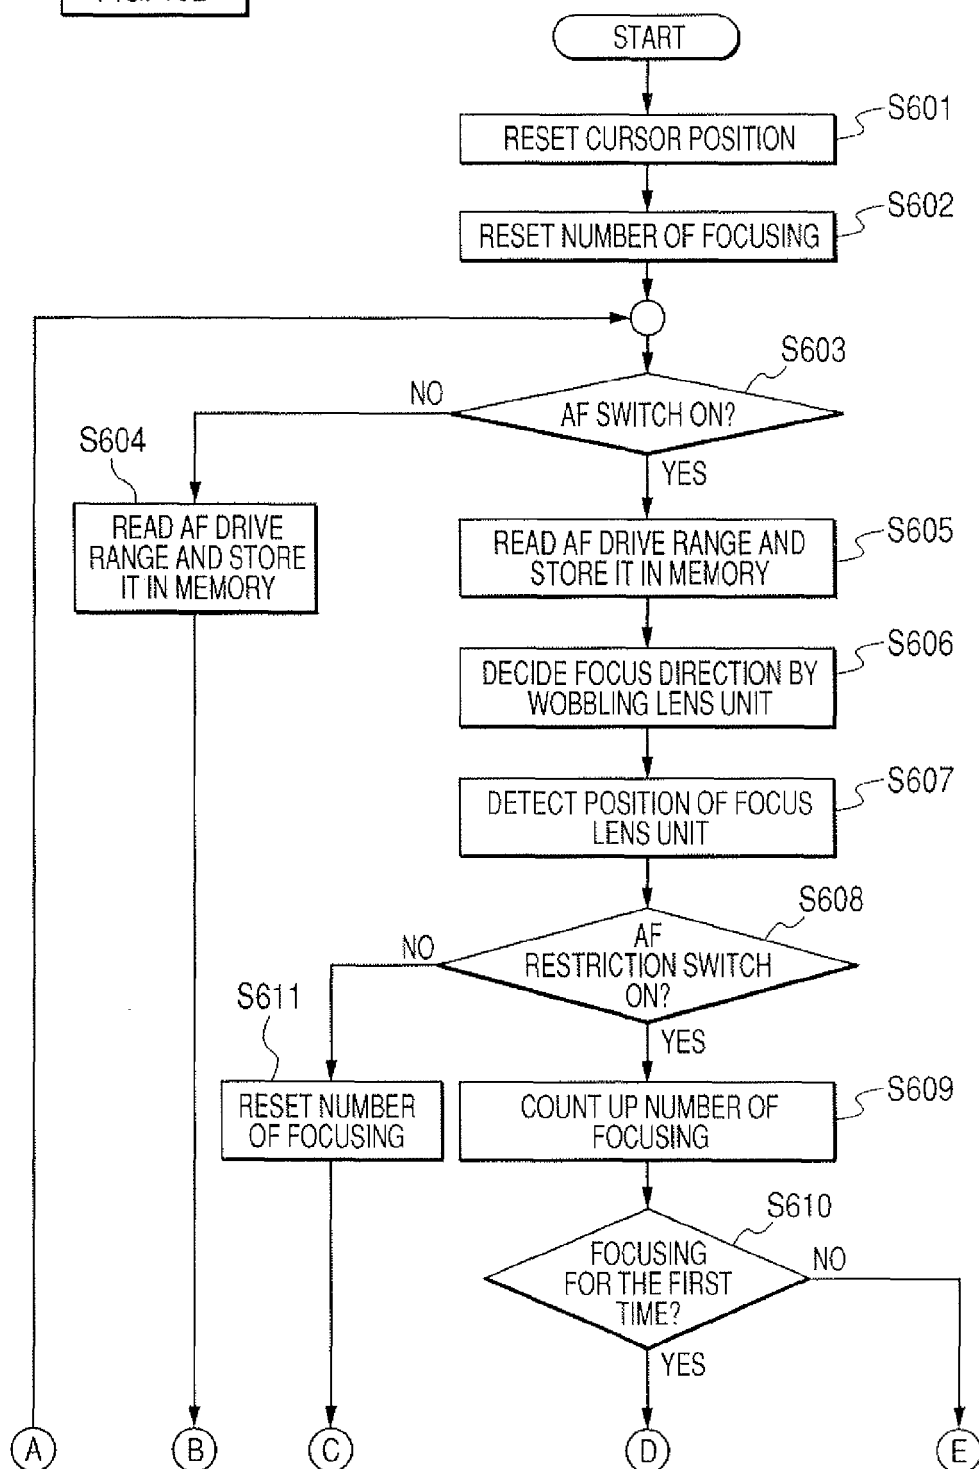 START
S601
RESET CURSOR POSITION
S602
RESET NUMBER OF FOCUSING
S603
NO
AF SWITCH ON?
YES
S604
READ AF DRIVE
RANGE AND STORE
IT IN MEMORY
S605
READ AF DRIVE RANGE AND
STORE IT IN MEMORY
S606
DECIDE FOCUS DIRECTION BY
WOBBLING LENS UNIT
S607
DETECT POSITION OF FOCUS
LENS UNIT
S608
NO
AF
RESTRICTION SWITCH
ON?
YES
S611
RESET NUMBER
OF FOCUSING
S609
COUNT UP NUMBER OF
FOCUSING
S610
FOCUSING
FOR THE FIRST
TIME?
NO
YES
A
B
C
D
E